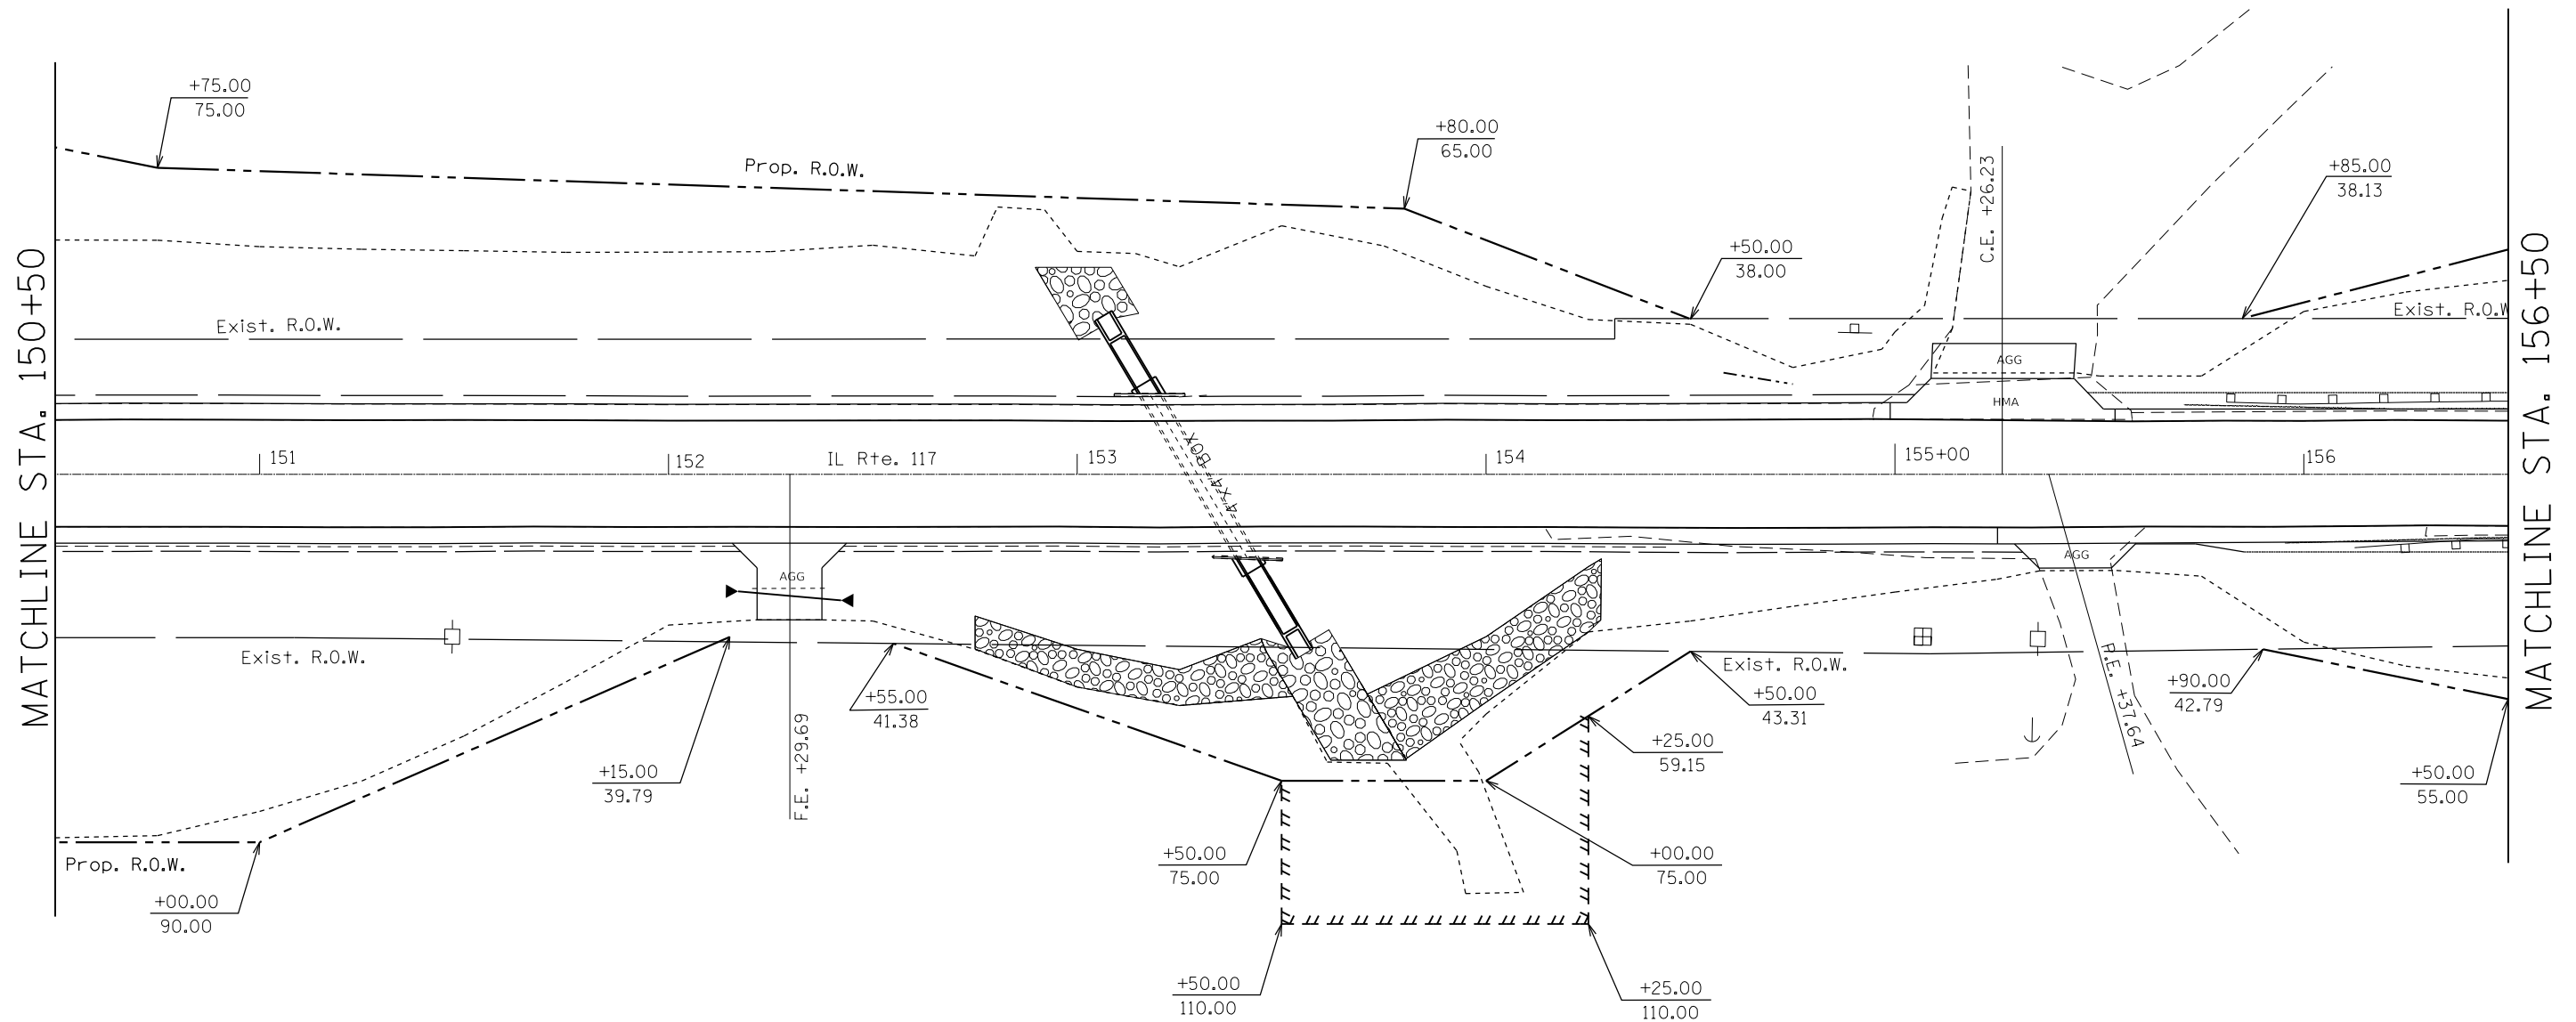 +75.00
75.00
Prop. R.O.W.
+80.00
65.00
C.E. +26.23
+85.00
38.13
+50.00
38.00
MATCHLINE STA. 150+50
MATCHLINE STA. 156+50
Exist. R.O.W.
Exist. R.O.W
AGG
HMA
151
152
IL Rte. 117
153
154
155+00
156
4'X4' BOX
AGG
AGG
Exist. R.O.W.
Exist. R.O.W.
+55.00
41.38
+50.00
43.31
P.E. +37.64
+90.00
42.79
F.E. +29.69
+15.00
39.79
+25.00
59.15
+50.00
55.00
Prop. R.O.W.
+00.00
90.00
+50.00
75.00
+00.00
75.00
+50.00
110.00
+25.00
110.00